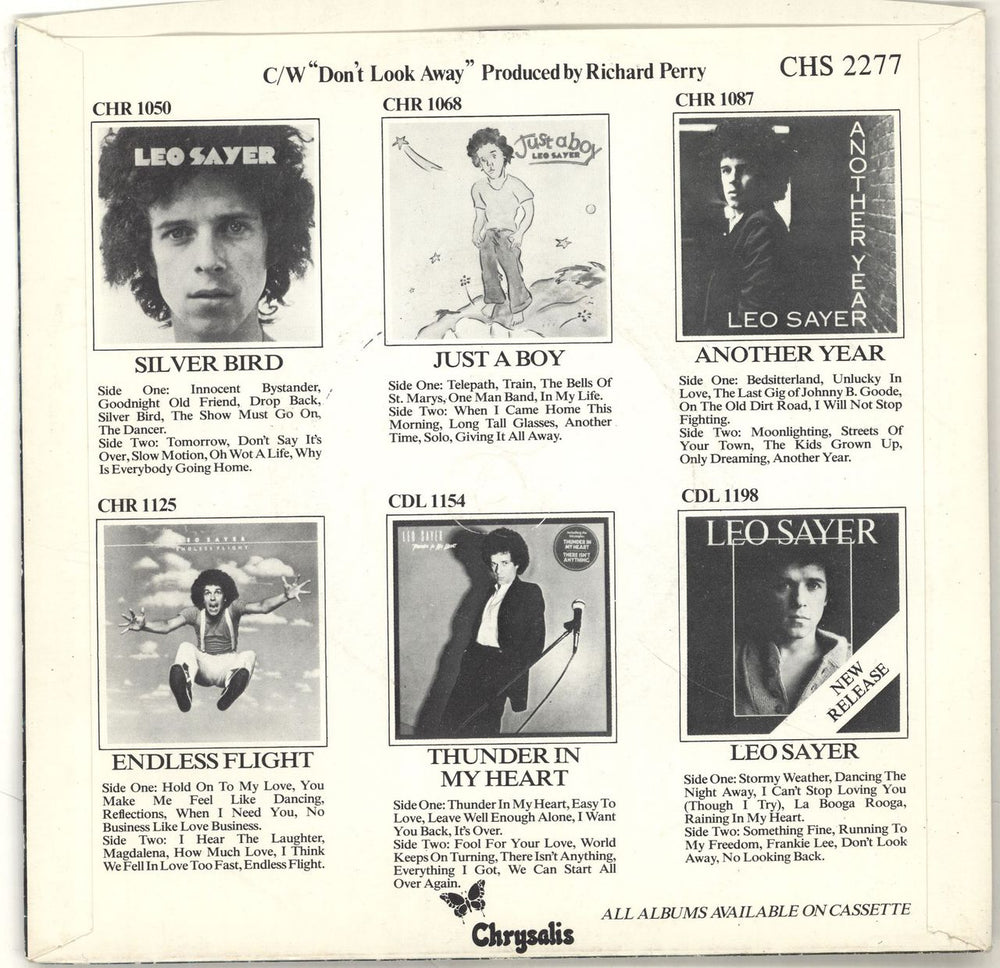 C/W “Don't Look Away” Produced by Richard Perry
CHS 2277
CHR 1050
LEO SAYER
SILVER BIRD
Side One: Innocent Bystander,
Goodnight Old Friend, Drop Back,
Silver Bird, The Show Must Go On,
The Dancer.
Side Two: Tomorrow, Don't Say It's
Over, Slow Motion, Oh Wot A Life, Why
Is Everybody Going Home.
CHR 1068
Just a boy
LEO SAYER
JUST A BOY
Side One: Telepath, Train, The Bells Of
St. Marys, One Man Band, In My Life.
Side Two: When I Came Home This
Morning, Long Tall Glasses, Another
Time, Solo, Giving It All Away.
CHR 1087
ANOTHER YEAR
LEO SAYER
ANOTHER YEAR
Side One: Bedsitterland, Unlucky In
Love, The Last Gig of Johnny B. Goode,
On The Old Dirt Road, I Will Not Stop
Fighting.
Side Two: Moonlighting, Streets Of
Your Town, The Kids Grown Up,
Only Dreaming, Another Year.
CHR 1125
LEO SAYER
ENDLESS FLIGHT
ENDLESS FLIGHT
Side One: Hold On To My Love, You
Make Me Feel Like Dancing,
Reflections, When I Need You, No
Business Like Love Business.
Side Two: I Hear The Laughter,
Magdalena, How Much Love, I Think
We Fell In Love Too Fast, Endless Flight.
CDL 1154
LEO SAYER
Thunder In My Heart
THUNDER IN
MY HEART
THERE ISN'T
ANYTHING
THUNDER IN
MY HEART
Side One: Thunder In My Heart, Easy To
Love, Leave Well Enough Alone, I Want
You Back, It's Over.
Side Two: Fool For Your Love, World
Keeps On Turning, There Isn't Anything,
Everything I Got, We Can Start All
Over Again.
CDL 1198
LEO SAYER
NEW
RELEASE
LEO SAYER
Side One: Stormy Weather, Dancing The
Night Away, I Can't Stop Loving You
(Though I Try), La Booga Rooga,
Raining In My Heart.
Side Two: Something Fine, Running To
My Freedom, Frankie Lee, Don't Look
Away, No Looking Back.
ALL ALBUMS AVAILABLE ON CASSETTE
Chrysalis